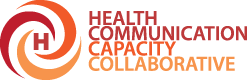 H
HEALTH
COMMUNICATION
CAPACITY
COLLABORATIVE